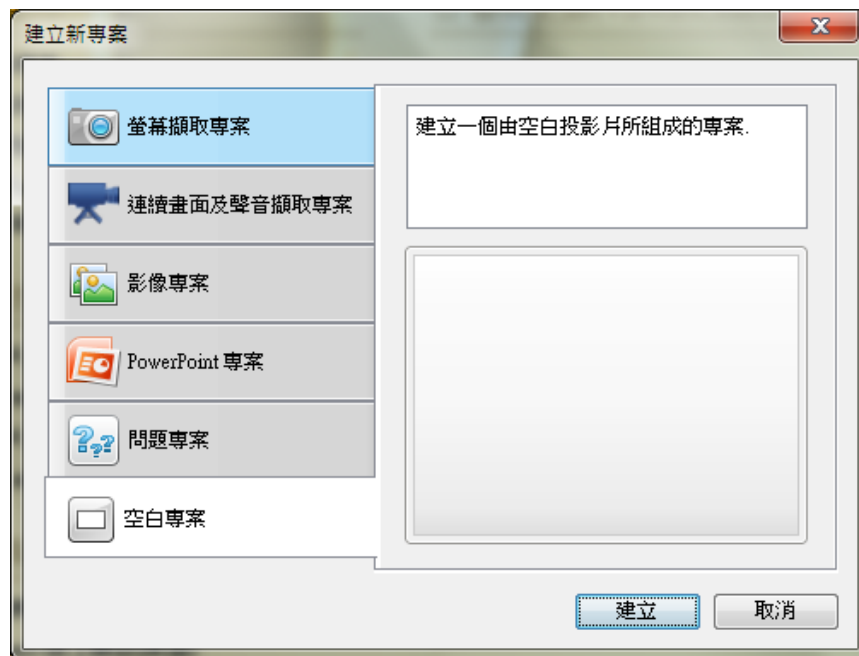 建立新專案
螢幕擷取專案
連續畫面及聲音擷取專案
影像專案
PowerPoint 專案
問題專案
空白專案
建立一個由空白投影片所組成的專案.
建立
取消